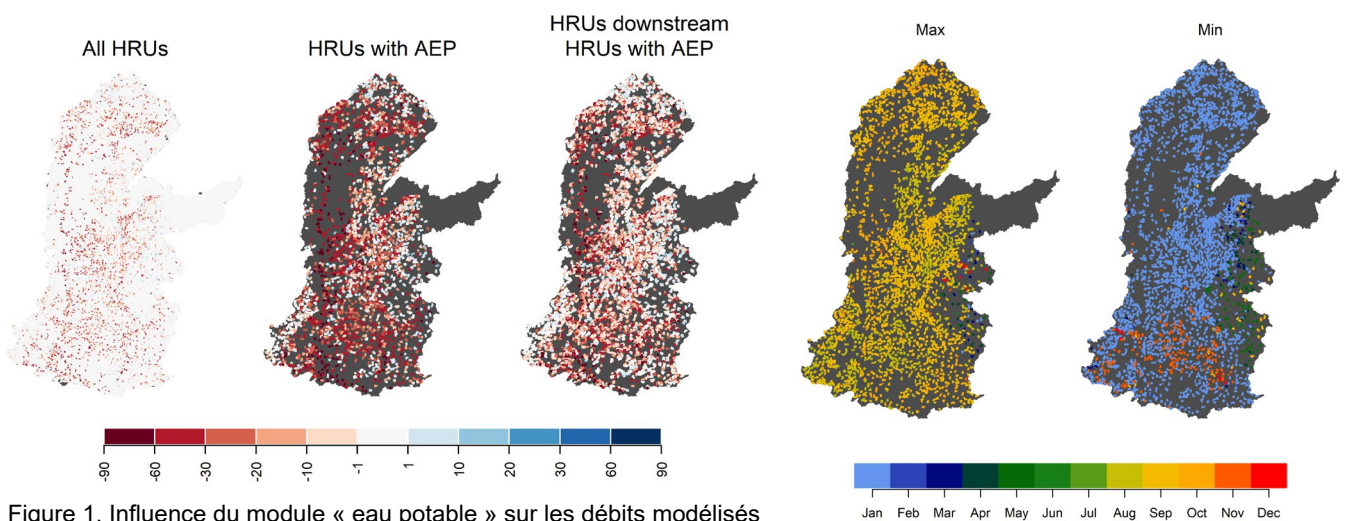 All HRUs
HRUs with AEP
HRUs downstream
HRUs with AEP
-90 -60 -30 -20 -10 -1 1 10 20 30 60 90
Figure 1. Influence du module « eau potable » sur les débits modélisés
Max
Min
Jan Feb Mar Apr May Jun Jul Aug Sep Oct Nov Dec